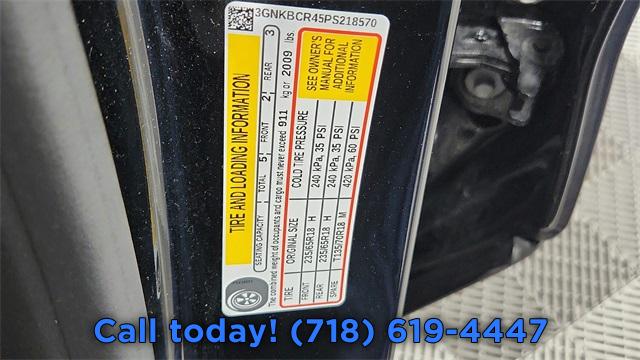 3GNKBCR45PS218570
TIRE AND LOADING INFORMATION
SEATING CAPACITY | TOTAL 5 | FRONT 2 | REAR 3
The combined weight of occupants and cargo must never exceed 911 kg or 2009 lbs
TIRE ORIGINAL SIZE COLD TIRE PRESSURE
FRONT 235/65R18 H 240 kPa, 35 PSI
REAR 235/65R18 H 240 kPa, 35 PSI
SPARE T135/70R18 M 420 kPa, 60 PSI
SEE OWNER'S
MANUAL FOR
ADDITIONAL
INFORMATION
Call today! (718) 619-4447